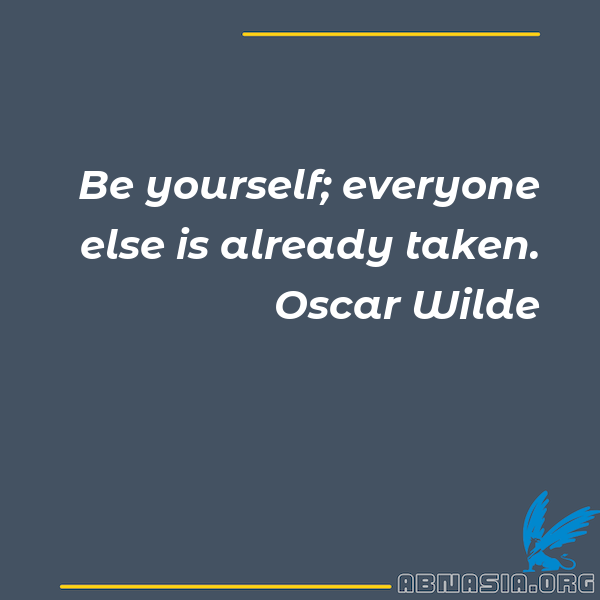 Be yourself; everyone
else is already taken.
Oscar Wilde
ABNASIA.ORG